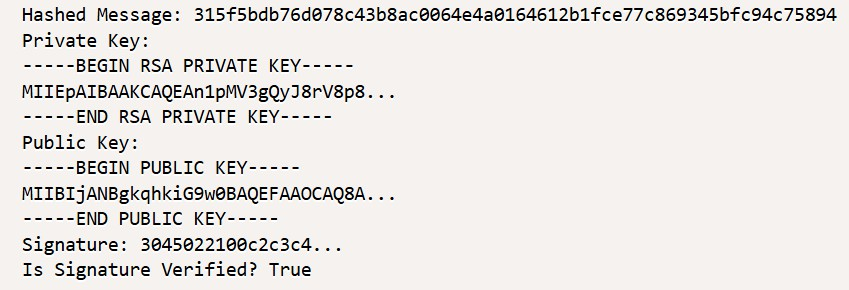 Hashed Message: 315f5bdb76d078c43b8ac0064e4a0164612b1fce77c869345bfc94c75894
Private Key:
-----BEGIN RSA PRIVATE KEY-----
MIIEpAIBAAKCAQEAn1pMV3gQyJ8rV8p8...
-----END RSA PRIVATE KEY-----
Public Key:
-----BEGIN PUBLIC KEY-----
MIIBIjANBgkqhkiG9w0BAQEFAAOCAQ8A...
-----END PUBLIC KEY-----
Signature: 3045022100c2c3c4...
Is Signature Verified? True